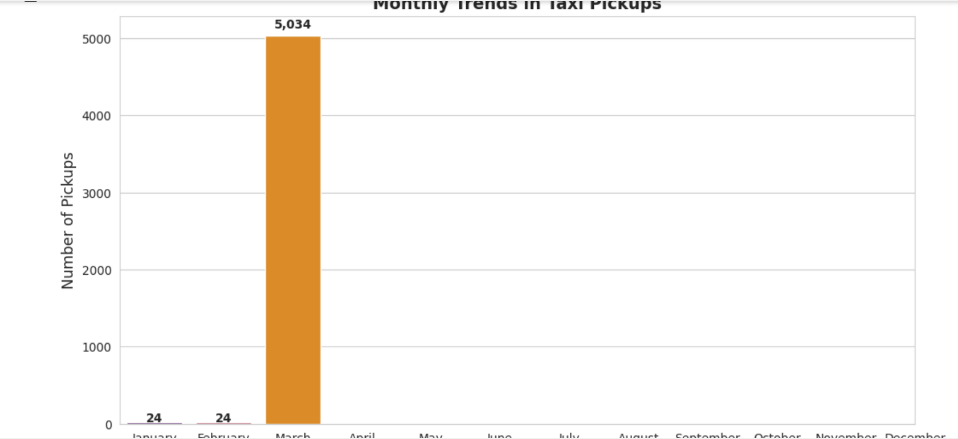 Monthly Trends in Taxi Pickups
5,034
5000
4000
3000
2000
1000
0
Number of Pickups
24 24
January February March April May June July August September October November December